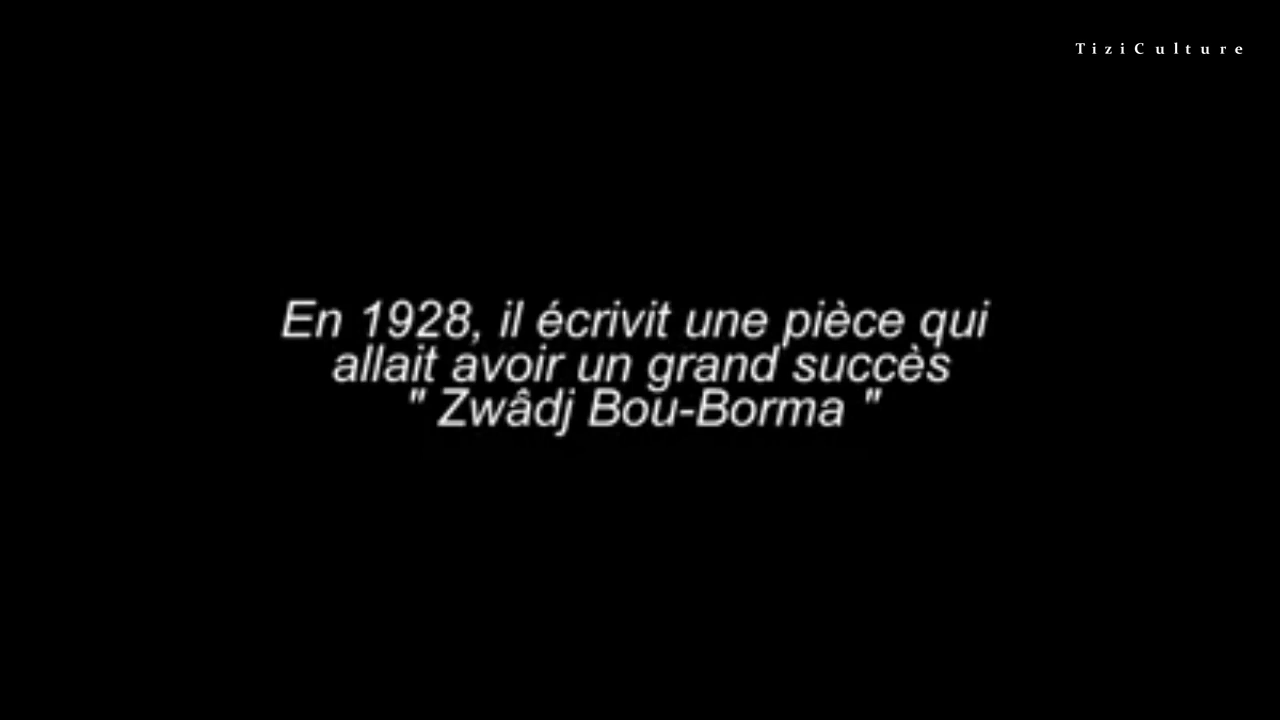 TiziCulture
En 1928, il écrivit une pièce qui
allait avoir un grand succès
" Zwâdj Bou-Borma "